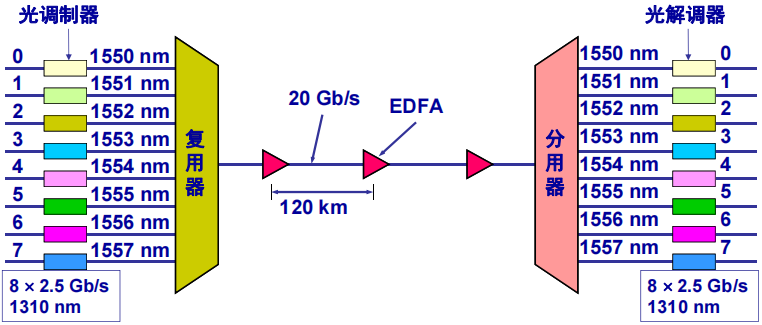 光调制器
光解调器
0 1550 nm
1 1551 nm
2 1552 nm
3 1553 nm
4 1554 nm
5 1555 nm
6 1556 nm
7 1557 nm
8 × 2.5 Gb/s
1310 nm
复用器
20 Gb/s
EDFA
120 km
分用器
1550 nm 0
1551 nm 1
1552 nm 2
1553 nm 3
1554 nm 4
1555 nm 5
1556 nm 6
1557 nm 7
8 × 2.5 Gb/s
1310 nm